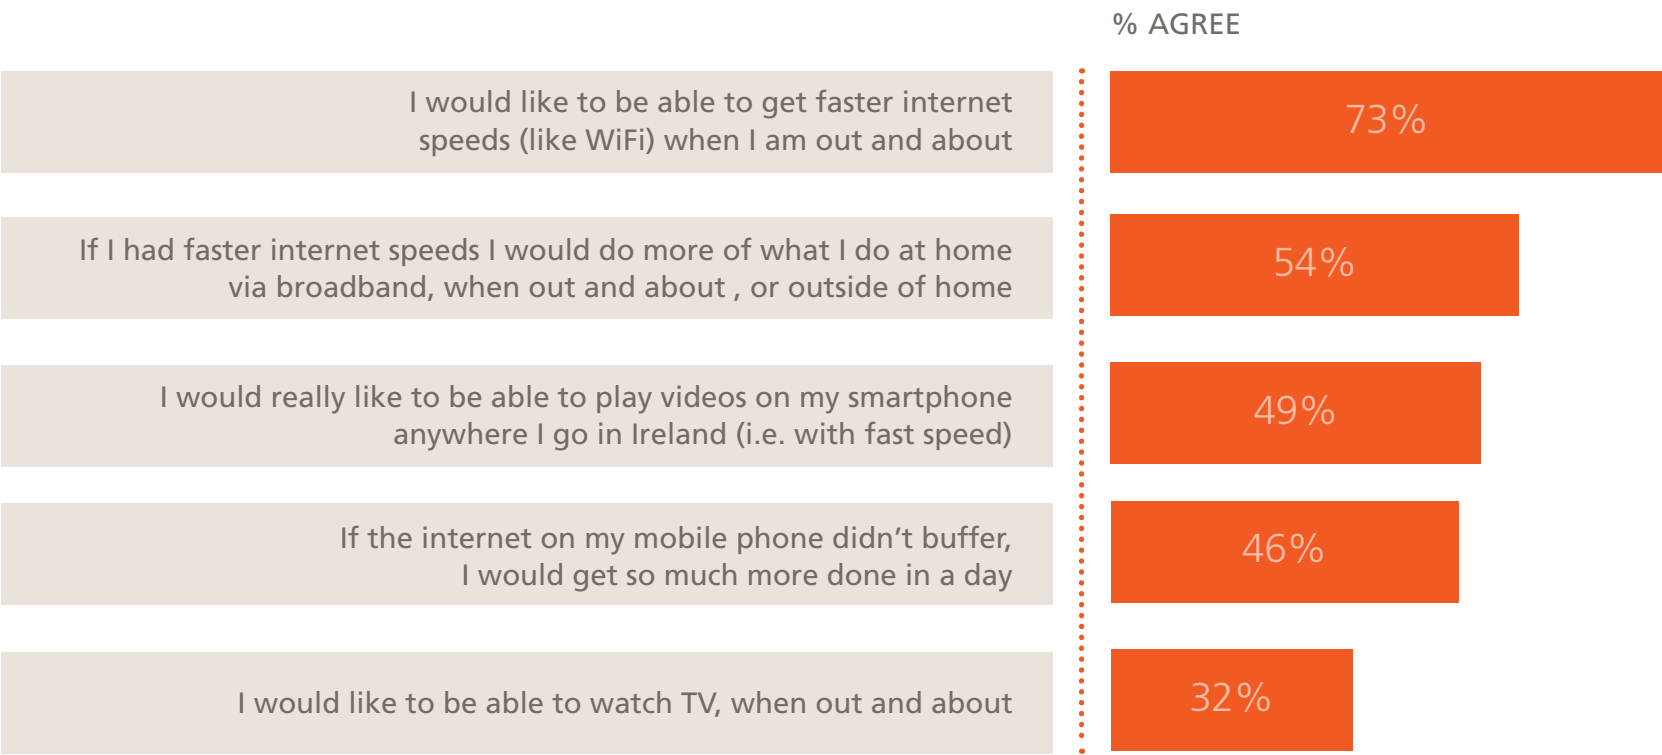 % AGREE
I would like to be able to get faster internet
speeds (like WiFi) when I am out and about
73%
If I had faster internet speeds I would do more of what I do at home
via broadband, when out and about , or outside of home
54%
I would really like to be able to play videos on my smartphone
anywhere I go in Ireland (i.e. with fast speed)
49%
If the internet on my mobile phone didn’t buffer,
I would get so much more done in a day
46%
I would like to be able to watch TV, when out and about
32%